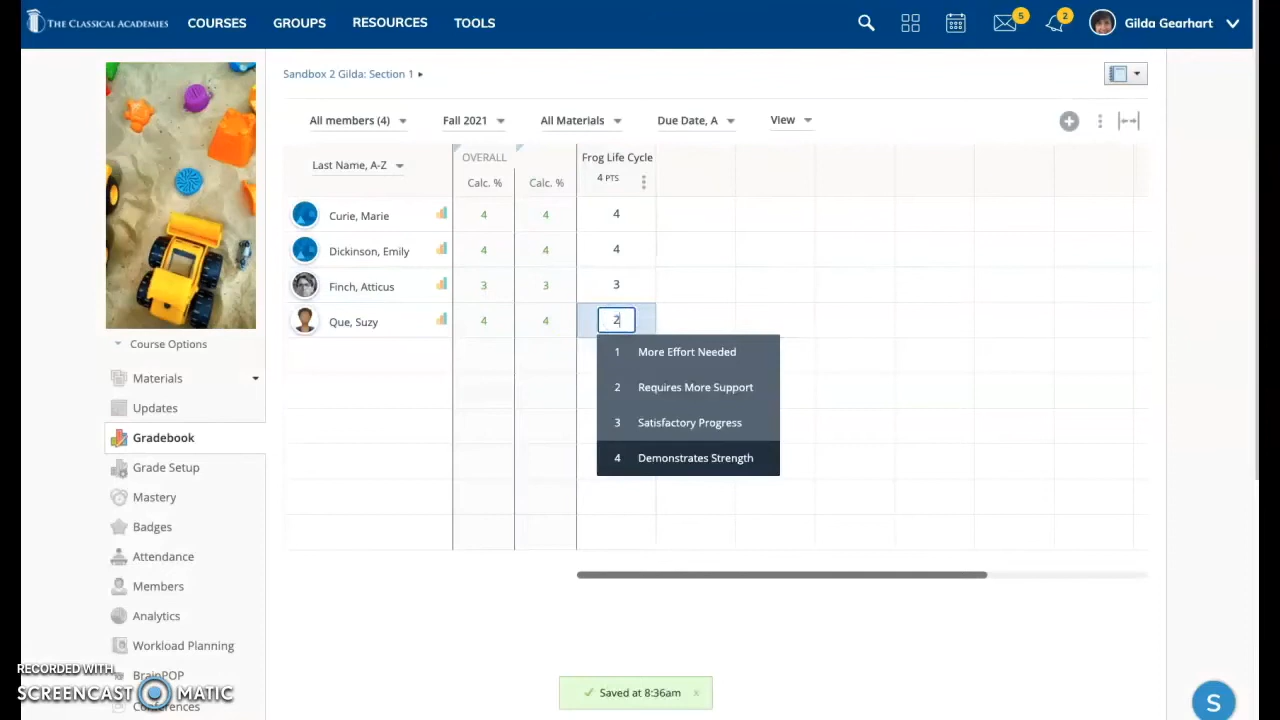 THE CLASSICAL ACADEMIES COURSES GROUPS RESOURCES TOOLS 5 2 Gilda Gearhart
Sandbox 2 Gilda: Section 1
All members (4) Fall 2021 All Materials Due Date, A View
Last Name, A-Z OVERALL Frog Life Cycle
Calc. % Calc. % 4 PTS
Curie, Marie 4 4 4
Dickinson, Emily 4 4 4
Finch, Atticus 3 3 3
Que, Suzy 4 4 2
1 More Effort Needed
2 Requires More Support
3 Satisfactory Progress
4 Demonstrates Strength
Course Options
Materials
Updates
Gradebook
Grade Setup
Mastery
Badges
Attendance
Members
Analytics
Workload Planning
BrainPOP
Conferences
RECORDED WITH
SCREENCAST MATIC
Saved at 8:36am x
S